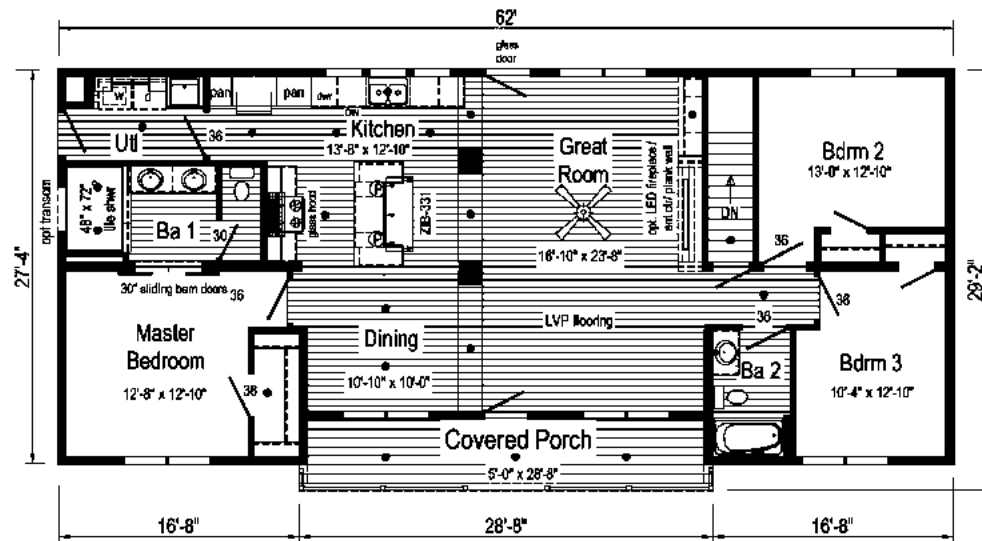 62'
glass
door
W
pan
pan
dw
Utl
36
Kitchen
13'-8" x 12'-10"
Great
Room
16'-10" x 23'-8"
opt. LED fireplace/
ent ctr/ plank wall
DN
Bdrm 2
13'-0" x 12'-10"
opt transom
48" x 72"
tile shwr
Ba 1
30
glass hood
27'-4"
29'-2"
30" sliding barn doors
36
36
36
Master
Bedroom
12'-8" x 12'-10"
36
Dining
10'-10" x 10'-0"
LVP flooring
36
Ba 2
Bdrm 3
10'-4" x 12'-10"
Covered Porch
5'-0" x 28'-8"
16'-8"
28'-8"
16'-8"